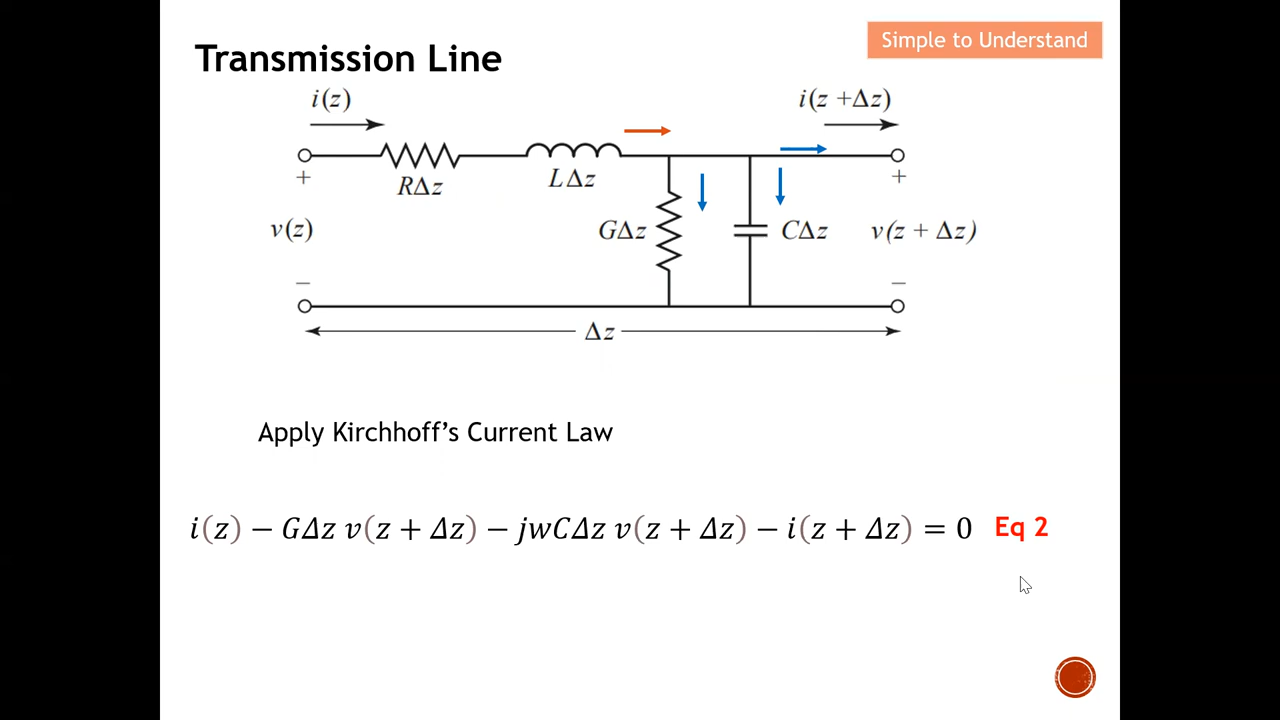 Simple to Understand
Transmission Line
i(z)
i(z +Δz)
+
RΔz
LΔz
+
v(z)
GΔz
CΔz
v(z + Δz)
−
−
Δz
Apply Kirchhoff’s Current Law
i(z) − GΔz v(z + Δz) − jwCΔz v(z + Δz) − i(z + Δz) = 0 Eq 2